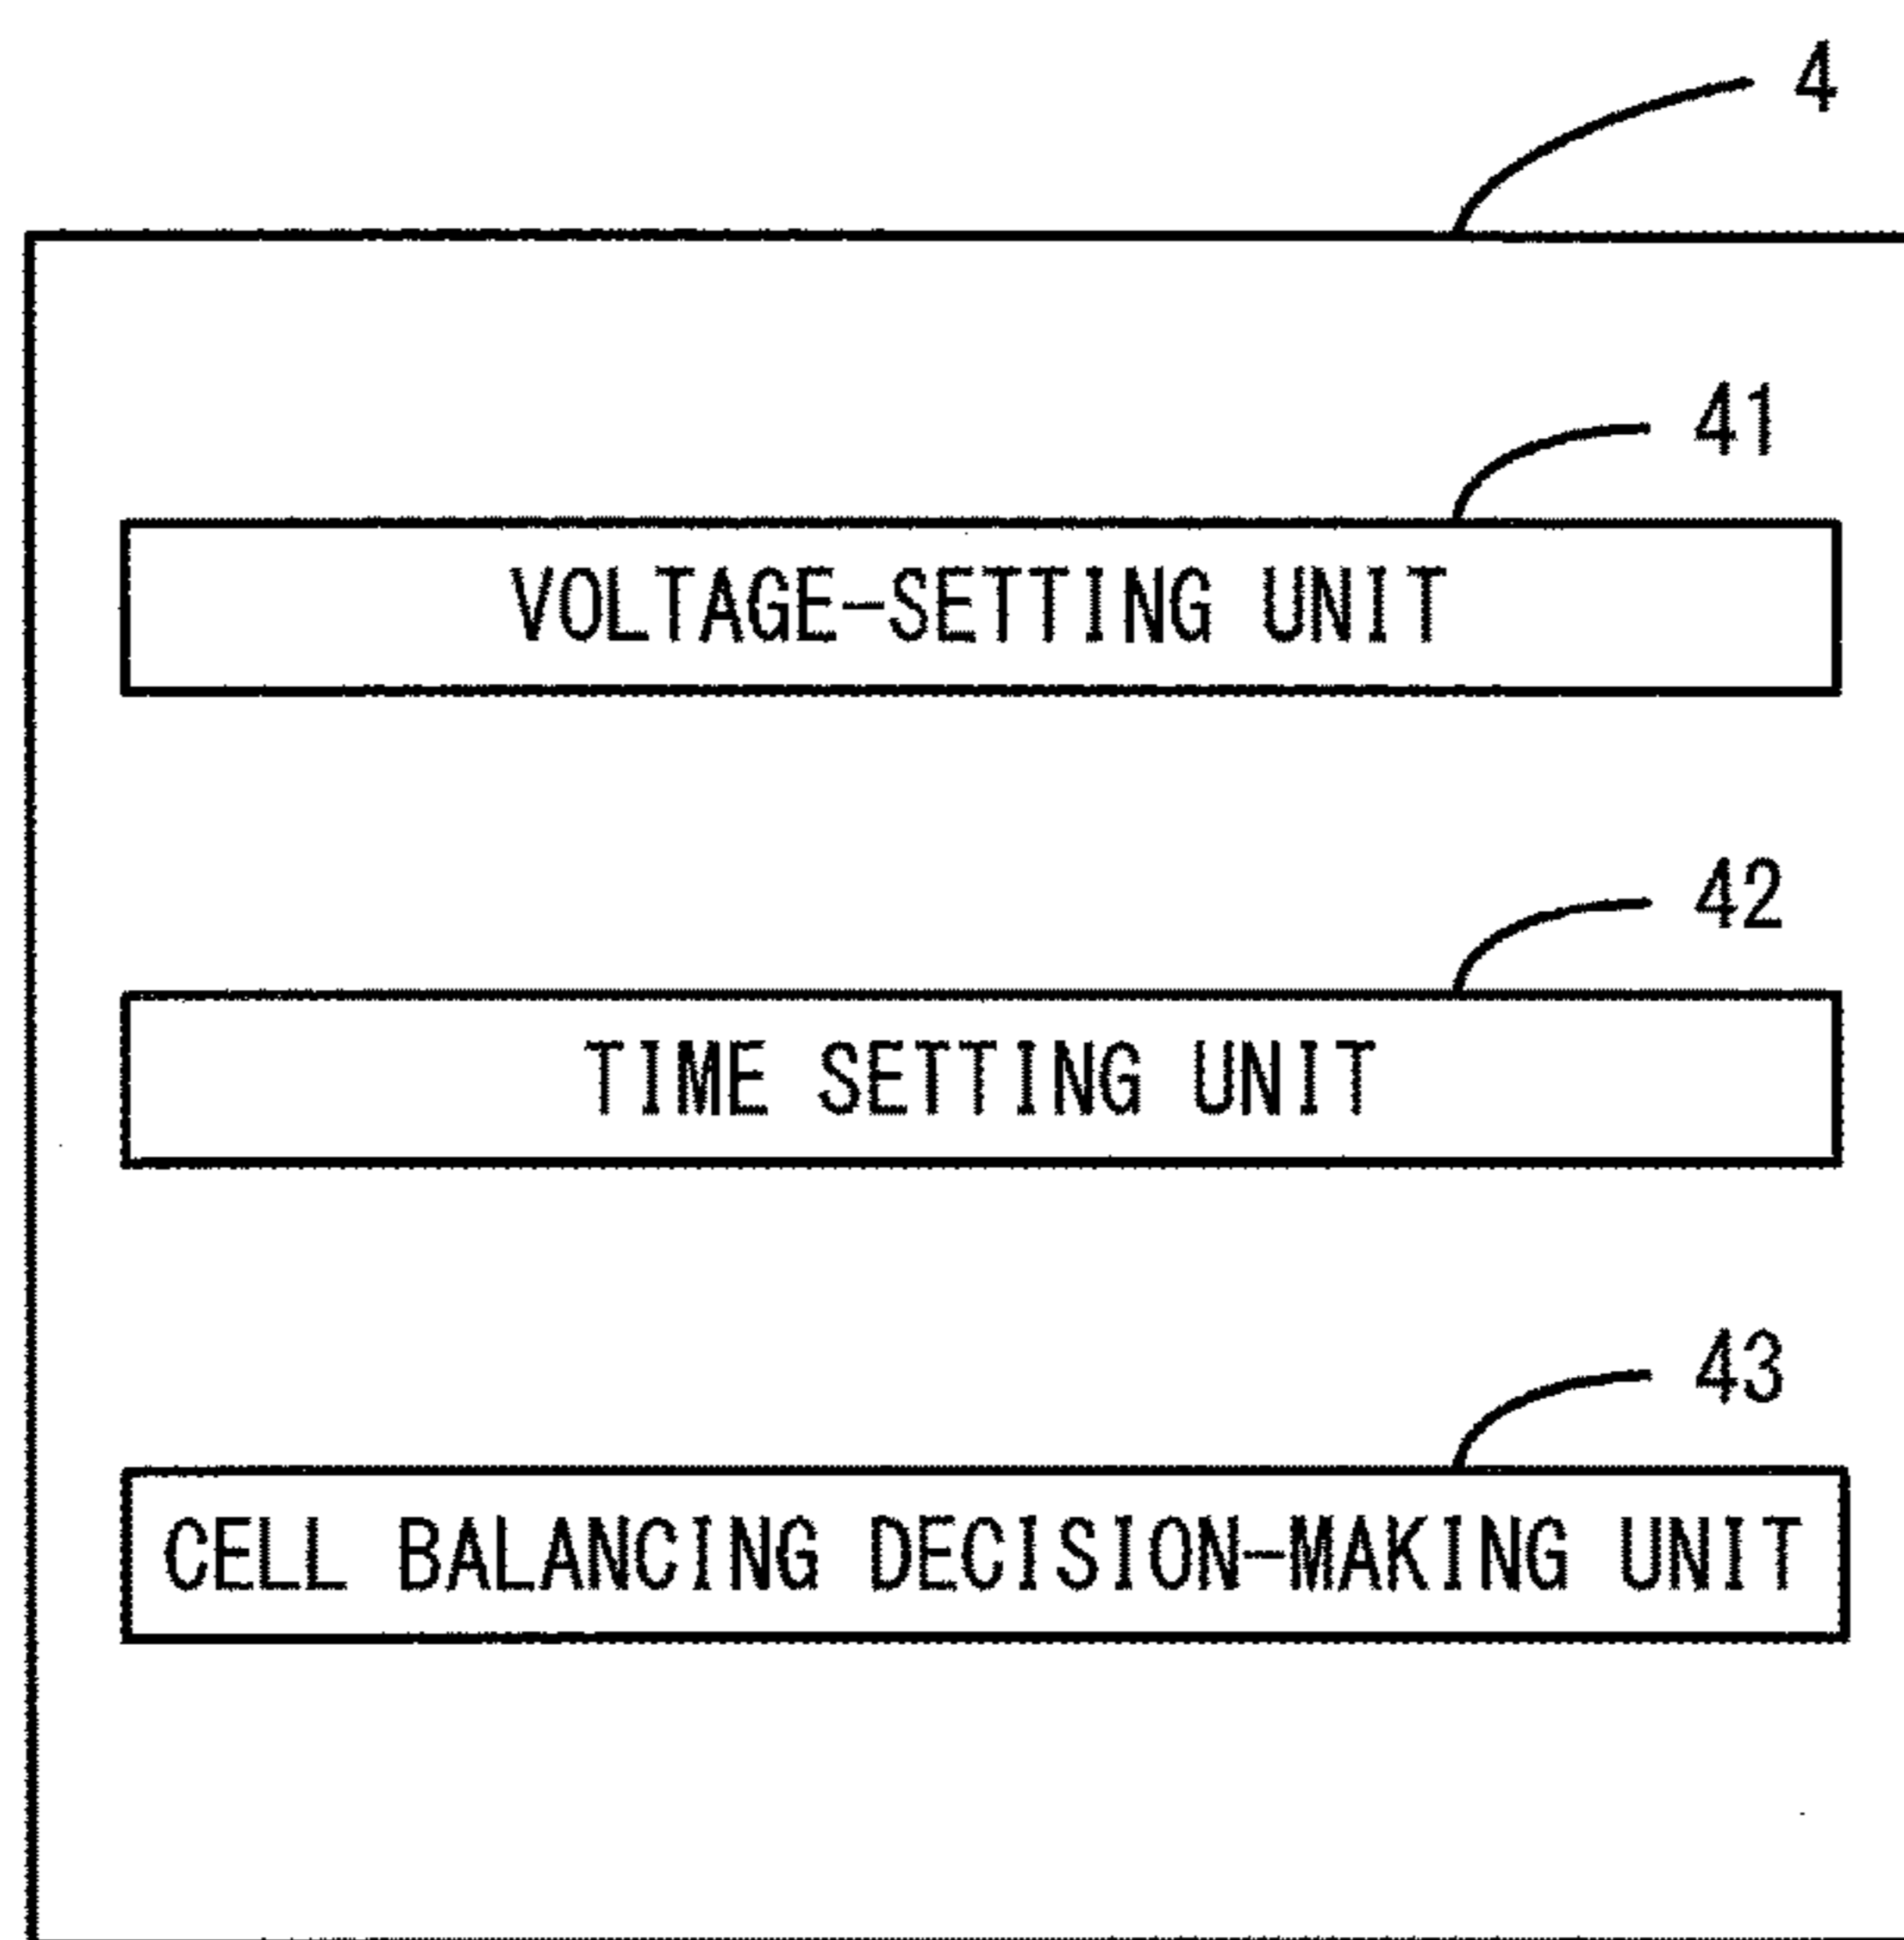 4
41
VOLTAGE-SETTING UNIT
42
TIME SETTING UNIT
43
CELL BALANCING DECISION-MAKING UNIT